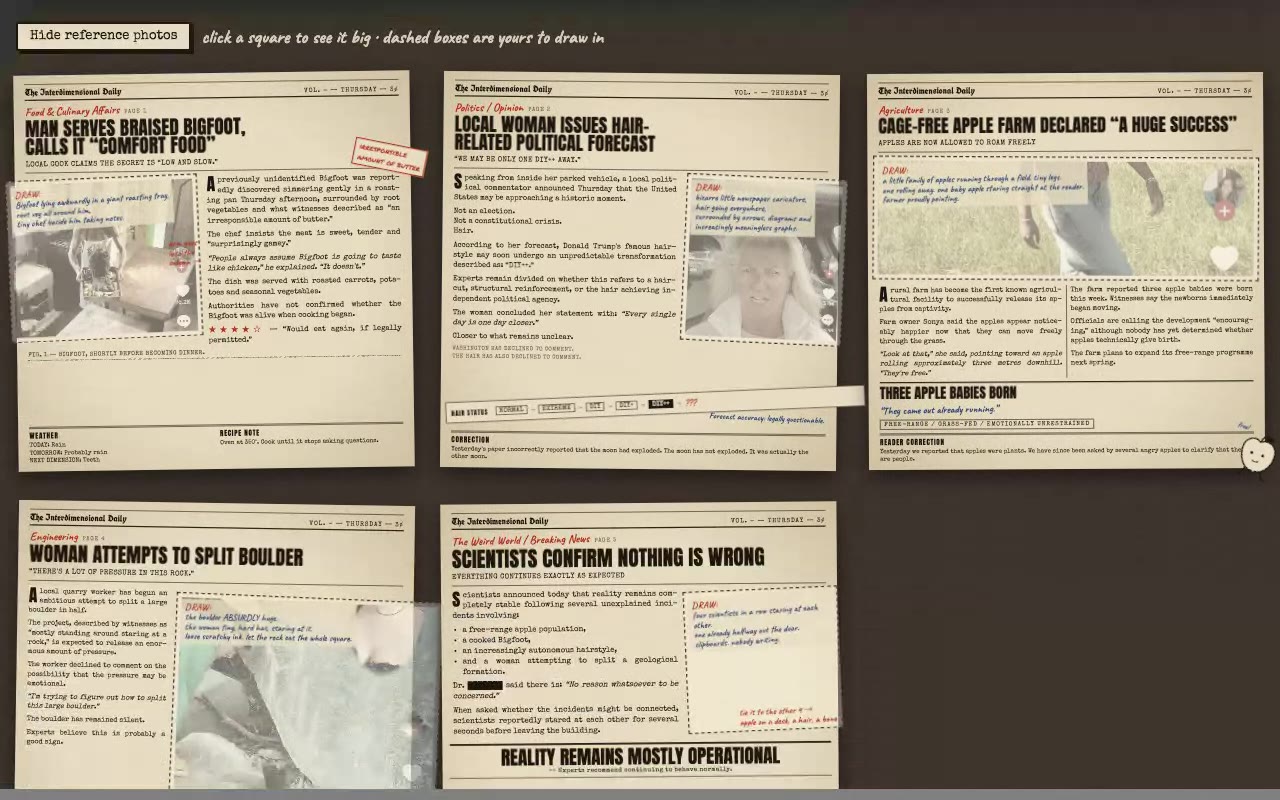 Hide reference photos
click a square to see it big · dashed boxes are yours to draw in
The Interdimensional Daily
VOL. — — THURSDAY — 5¢
Food & Culinary Affairs PAGE 1
MAN SERVES BRAISED BIGFOOT,
CALLS IT “COMFORT FOOD”
LOCAL COOK CLAIMS THE SECRET IS “LOW AND SLOW.”
IRRESPONSIBLE
AMOUNT OF BUTTER
DRAW:
Bigfoot lying awkwardly in a giant roasting tray,
root veg all around him,
tiny chef beside him taking notes.
A previously unidentified Bigfoot was report-
edly discovered simmering gently in a roast-
ing pan Thursday afternoon, surrounded by root
vegetables and what witnesses described as “an
irresponsible amount of butter.”
The chef insists the meat is sweet, tender and
“surprisingly gamey.”
“People always assume Bigfoot is going to taste
like chicken,” he explained. “It doesn’t.”
The dish was served with roasted carrots, pota-
toes and seasonal vegetables.
Authorities have not confirmed whether the
Bigfoot was alive when cooking began.
★ ★ ★ ★ ☆ — “Would eat again, if legally
permitted.”
FIG. 1 — BIGFOOT, SHORTLY BEFORE BECOMING DINNER.
WEATHER
TODAY: Rain
TOMORROW: Probably rain
NEXT DIMENSION: Teeth
RECIPE NOTE
Oven at 350°. Cook until it stops asking questions.
The Interdimensional Daily
VOL. — — THURSDAY — 5¢
Politics / Opinion PAGE 2
LOCAL WOMAN ISSUES HAIR-
RELATED POLITICAL FORECAST
“WE MAY BE ONLY ONE DIY++ AWAY.”
Speaking from inside her parked vehicle, a local polit-
ical commentator announced Thursday that the United
States may be approaching a historic moment.
Not an election.
Not a constitutional crisis.
Hair.
According to her forecast, Donald Trump’s famous hair-
style may soon undergo an unpredictable transformation
described as: “DIY++.”
Experts remain divided on whether this refers to a hair-
cut, structural reinforcement, or the hair achieving in-
dependent political agency.
The woman concluded her statement with: “Every single
day is one day closer.”
Closer to what remains unclear.
WASHINGTON HAS DECLINED TO COMMENT.
THE HAIR HAS ALSO DECLINED TO COMMENT.
DRAW:
bizarre little newspaper caricature,
hair going everywhere,
surrounded by arrows, diagrams and
increasingly meaningless graphs.
HAIR STATUS NORMAL → EXTREME → DIY → DIY+ → DIY++ → ???
Forecast accuracy: legally questionable.
CORRECTION
Yesterday’s paper incorrectly reported that the moon had exploded. The moon has not exploded. It was actually the
other moon.
The Interdimensional Daily
VOL. — — THURSDAY — 5¢
Agriculture PAGE 3
CAGE-FREE APPLE FARM DECLARED “A HUGE SUCCESS”
APPLES ARE NOW ALLOWED TO ROAM FREELY
DRAW:
a little family of apples running through a field. tiny legs.
one rolling away. one baby apple staring straight at the reader.
farmer proudly pointing.
A rural farm has become the first known agricul-
tural facility to successfully release its ap-
ples from captivity.
Farm owner Sonya said the apples appear notice-
ably happier now that they can move freely
through the grass.
“Look at that,” she said, pointing toward an apple
rolling approximately three metres downhill.
“They’re free.”
The farm reported three apple babies were born
this week. Witnesses say the newborns immediately
began moving.
Officials are calling the development “encourag-
ing,” although nobody has yet determined whether
apples technically give birth.
The farm plans to expand its free-range programme
next spring.
THREE APPLE BABIES BORN
“They came out already running.”
FREE-RANGE / GRASS-FED / EMOTIONALLY UNRESTRAINED
READER CORRECTION
Yesterday we reported that apples were plants. We have since been asked by several angry apples to clarify that the
are people.
The Interdimensional Daily
VOL. — — THURSDAY — 5¢
Engineering PAGE 4
WOMAN ATTEMPTS TO SPLIT BOULDER
“THERE’S A LOT OF PRESSURE IN THIS ROCK.”
A local quarry worker has begun an
ambitious attempt to split a large
boulder in half.
The project, described by witnesses as
“mostly standing around staring at a
rock,” is expected to release an enor-
mous amount of pressure.
The worker declined to comment on the
possibility that the pressure may be
emotional.
“I’m trying to figure out how to split
this large boulder.”
The boulder has remained silent.
Experts believe this is probably a
good sign.
DRAW:
the boulder ABSURDLY huge.
the woman tiny, hard hat, staring at it.
loose scratchy ink. let the rock eat the whole square.
The Interdimensional Daily
VOL. — — THURSDAY — 5¢
The Weird World / Breaking News PAGE 5
SCIENTISTS CONFIRM NOTHING IS WRONG
EVERYTHING CONTINUES EXACTLY AS EXPECTED
Scientists announced today that reality remains com-
pletely stable following several unexplained inci-
dents involving:
• a free-range apple population,
• a cooked Bigfoot,
• an increasingly autonomous hairstyle,
• and a woman attempting to split a geological
formation.
Dr. said there is: “No reason whatsoever to be
concerned.”
When asked whether the incidents might be connected,
scientists reportedly stared at each other for several
seconds before leaving the building.
DRAW:
four scientists in a row staring at each
other.
one already halfway out the door.
clipboards. nobody writing.
tie it to the other 4 →
apple on a desk, a hair, a bone
REALITY REMAINS MOSTLY OPERATIONAL
Experts recommend continuing to behave normally.